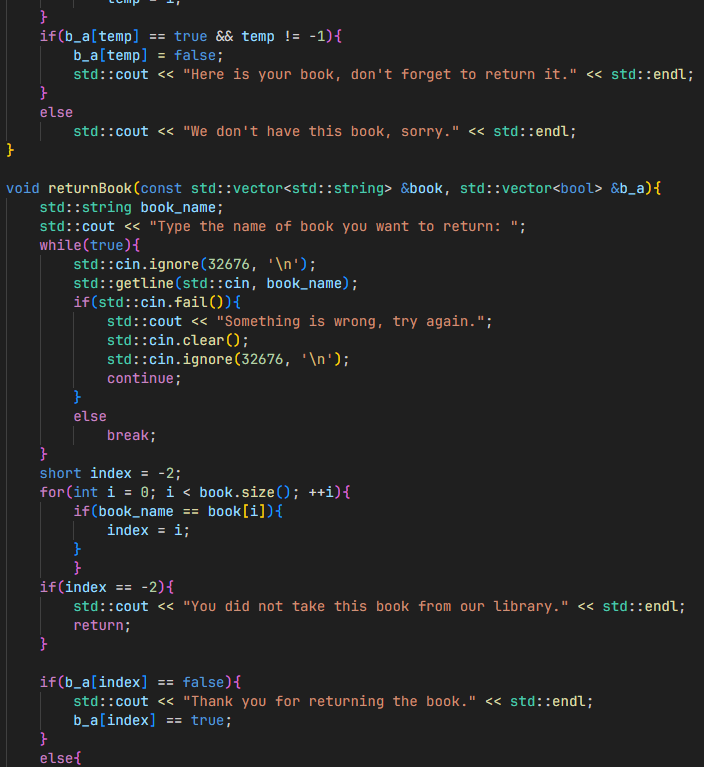 temp = i;
}
if(b_a[temp] == true && temp != -1){
b_a[temp] = false;
std::cout << "Here is your book, don't forget to return it." << std::endl;
}
else
std::cout << "We don't have this book, sorry." << std::endl;
}
void returnBook(const std::vector<std::string> &book, std::vector<bool> &b_a){
std::string book_name;
std::cout << "Type the name of book you want to return: ";
while(true){
std::cin.ignore(32676, '\n');
std::getline(std::cin, book_name);
if(std::cin.fail()){
std::cout << "Something is wrong, try again.";
std::cin.clear();
std::cin.ignore(32676, '\n');
continue;
}
else
break;
}
short index = -2;
for(int i = 0; i < book.size(); ++i){
if(book_name == book[i]){
index = i;
}
}
if(index == -2){
std::cout << "You did not take this book from our library." << std::endl;
return;
}
if(b_a[index] == false){
std::cout << "Thank you for returning the book." << std::endl;
b_a[index] == true;
}
else{